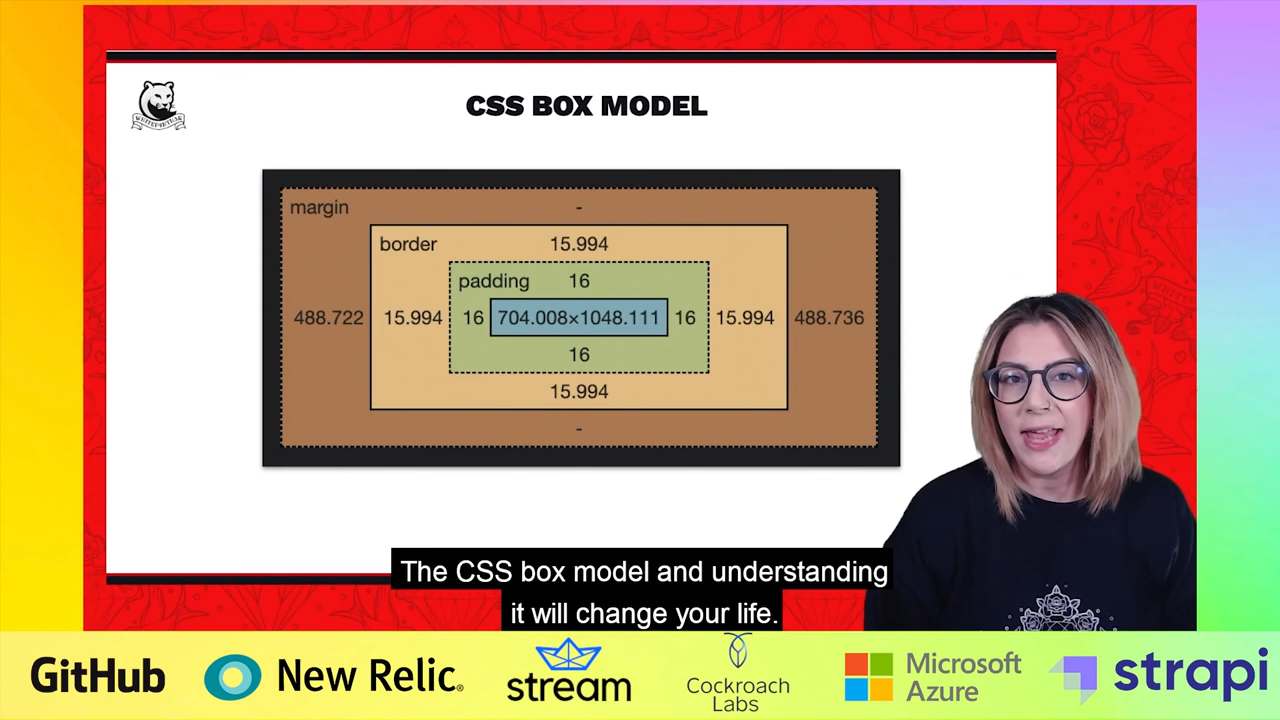 CSS BOX MODEL
margin
-
border
15.994
padding
16
488.722
15.994
16
704.008×1048.111
16
15.994
488.736
16
15.994
-
The CSS box model and understanding
it will change your life.
GitHub
New Relic®
stream
Cockroach
Labs
Microsoft
Azure
strapi